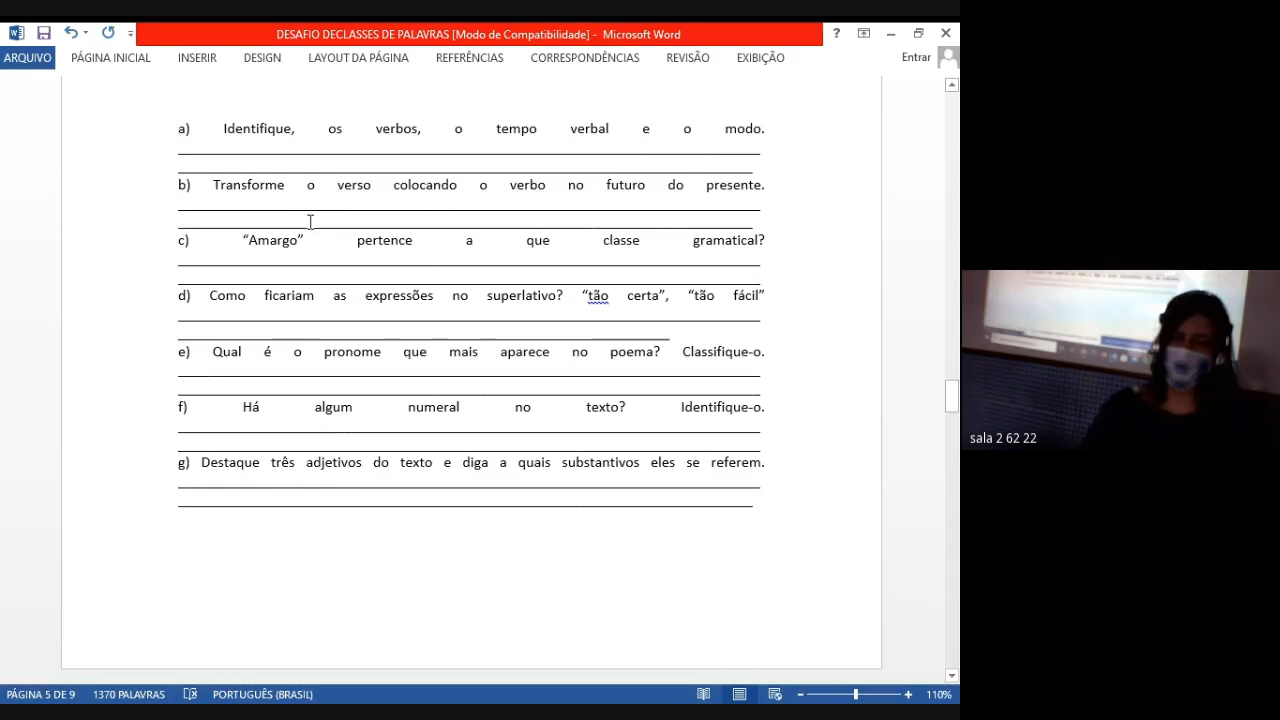 DESAFIO DECLASSES DE PALAVRAS [Modo de Compatibilidade] - Microsoft Word
?
ARQUIVO PÁGINA INICIAL INSERIR DESIGN LAYOUT DA PÁGINA REFERÊNCIAS CORRESPONDÊNCIAS REVISÃO EXIBIÇÃO Entrar
a) Identifique, os verbos, o tempo verbal e o modo.
b) Transforme o verso colocando o verbo no futuro do presente.
c) “Amargo” pertence a que classe gramatical?
d) Como ficariam as expressões no superlativo? “tão certa”, “tão fácil”
e) Qual é o pronome que mais aparece no poema? Classifique-o.
f) Há algum numeral no texto? Identifique-o.
g) Destaque três adjetivos do texto e diga a quais substantivos eles se referem.
sala 2 62 22
PÁGINA 5 DE 9 1370 PALAVRAS PORTUGUÊS (BRASIL) 110%